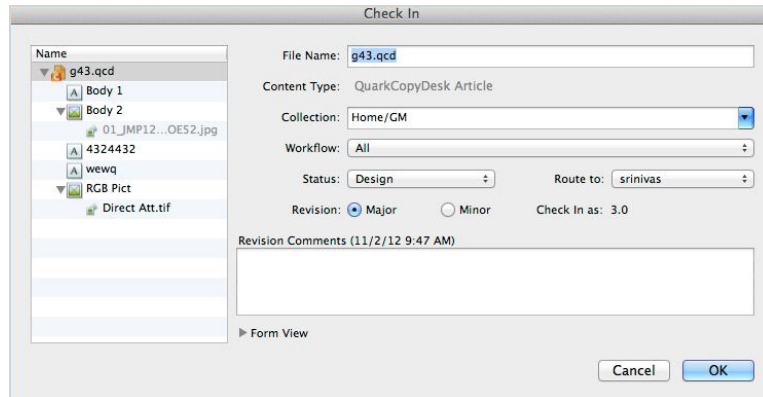 Check In
Name
g43.qcd
Body 1
Body 2
01_JMP12...OE52.jpg
4324432
wewq
RGB Pict
Direct Att.tif
File Name: g43.qcd
Content Type: QuarkCopyDesk Article
Collection: Home/GM
Workflow: All
Status: Design Route to: srinivas
Revision: Major Minor Check In as: 3.0
Revision Comments (11/2/12 9:47 AM)
Form View
Cancel OK